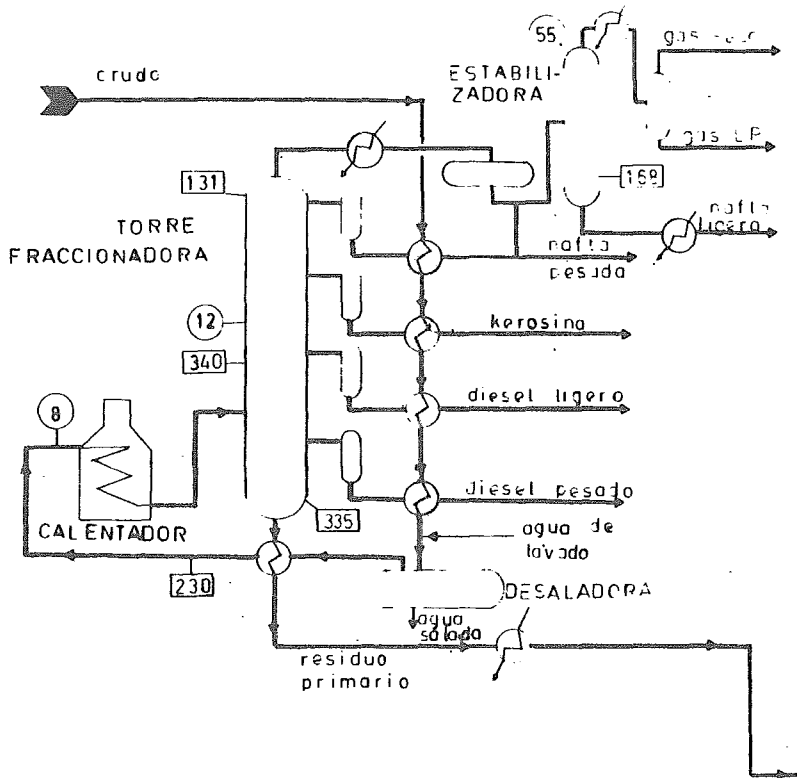 crudo
ESTABILI-
ZADORA
55
gas LP
168
nafta
ligera
131
TORRE
FRACCIONADORA
nafta
pesada
12
kerosina
340
diesel ligero
8
diesel pesado
335
CALENTADOR
agua de
lavado
230
DESALADORA
agua
salada
residuo
primario